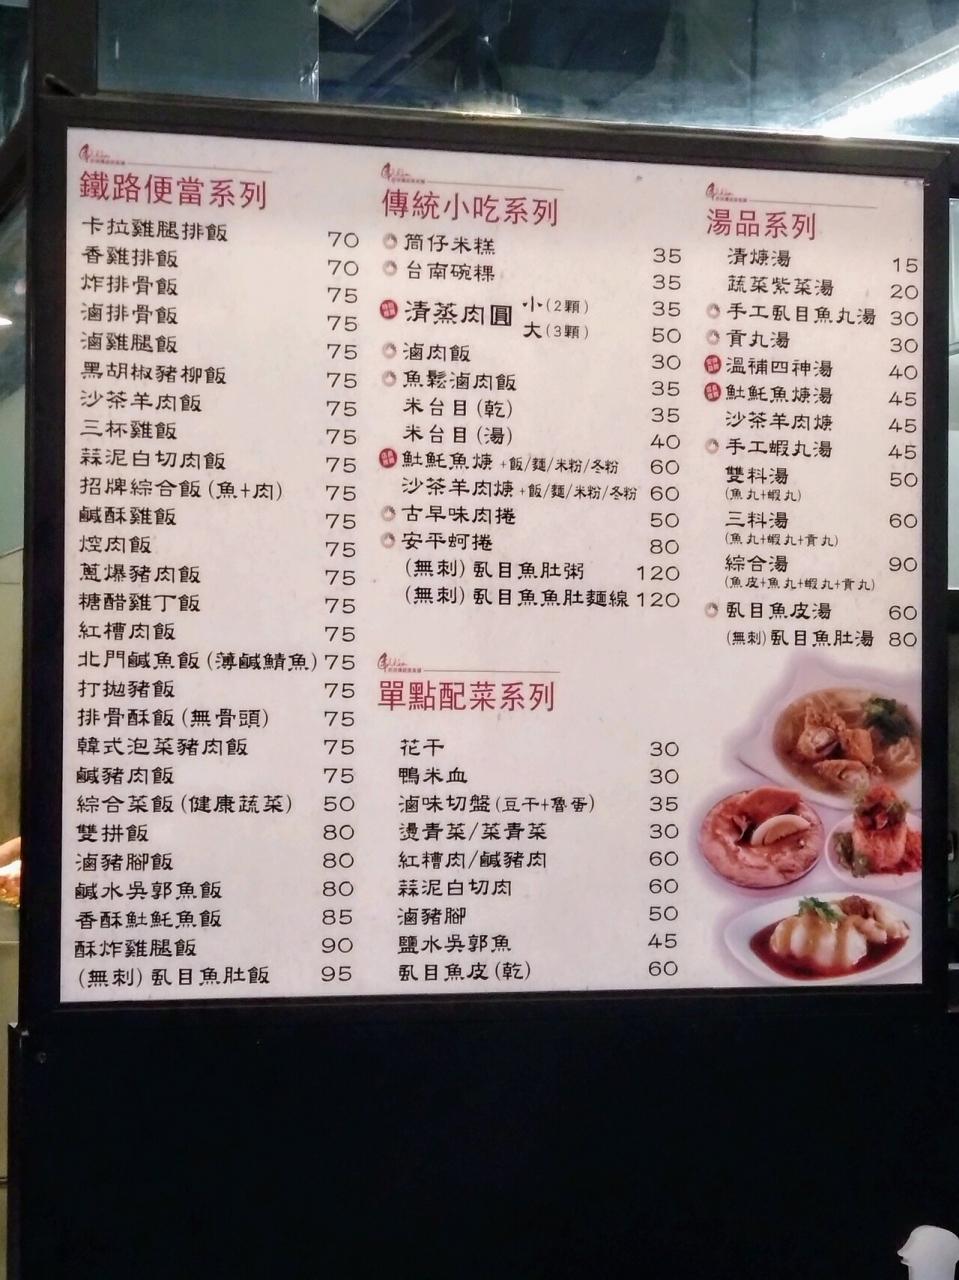 鐵路便當系列
卡拉雞腿排飯 70
香雞排飯 70
炸排骨飯 75
滷排骨飯 75
滷雞腿飯 75
黑胡椒豬柳飯 75
沙茶羊肉飯 75
三杯雞飯 75
蒜泥白切肉飯 75
招牌綜合飯(魚+肉) 75
鹹酥雞飯 75
焢肉飯 75
蔥爆豬肉飯 75
糖醋雞丁飯 75
紅槽肉飯 75
北門鹹魚飯(薄鹹鯖魚) 75
打拋豬飯 75
排骨酥飯(無骨頭) 75
韓式泡菜豬肉飯 75
鹹豬肉飯 75
綜合菜飯(健康蔬菜) 50
雙拼飯 80
滷豬腳飯 80
鹹水吳郭魚飯 80
香酥𩵚魠魚飯 85
酥炸雞腿飯 90
(無刺)虱目魚肚飯 95
傳統小吃系列
筒仔米糕 35
台南碗粿 35
清蒸肉圓 小(2顆) 35
大(3顆) 50
滷肉飯 30
魚鬆滷肉飯 35
米台目(乾) 35
米台目(湯) 40
𩵚魠魚焿+飯/麵/米粉/冬粉 60
沙茶羊肉焿+飯/麵/米粉/冬粉 60
古早味肉捲 50
安平蚵捲 80
(無刺)虱目魚肚粥 120
(無刺)虱目魚魚肚麵線 120
單點配菜系列
花干 30
鴨米血 30
滷味切盤(豆干+魯蛋) 35
燙青菜/菜青菜 30
紅槽肉/鹹豬肉 60
蒜泥白切肉 60
滷豬腳 50
鹽水吳郭魚 45
虱目魚皮(乾) 60
湯品系列
清焿湯 15
蔬菜紫菜湯 20
手工虱目魚丸湯 30
貢丸湯 30
溫補四神湯 40
𩵚魠魚焿湯 45
沙茶羊肉焿 45
手工蝦丸湯 45
雙料湯 50
(魚丸+蝦丸)
三料湯 60
(魚丸+蝦丸+貢丸)
綜合湯 90
(魚皮+魚丸+蝦丸+貢丸)
虱目魚皮湯 60
(無刺)虱目魚肚湯 80